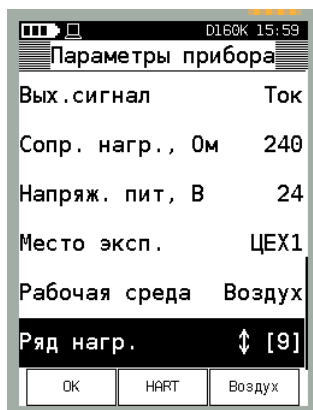 D160K 15:59
Параметры прибора
Вых.сигнал Ток
Сопр. нагр., Ом 240
Напряж. пит, В 24
Место эксп. ЦЕХ1
Рабочая среда Воздух
Ряд нагр. [9]
ОК HART Воздух